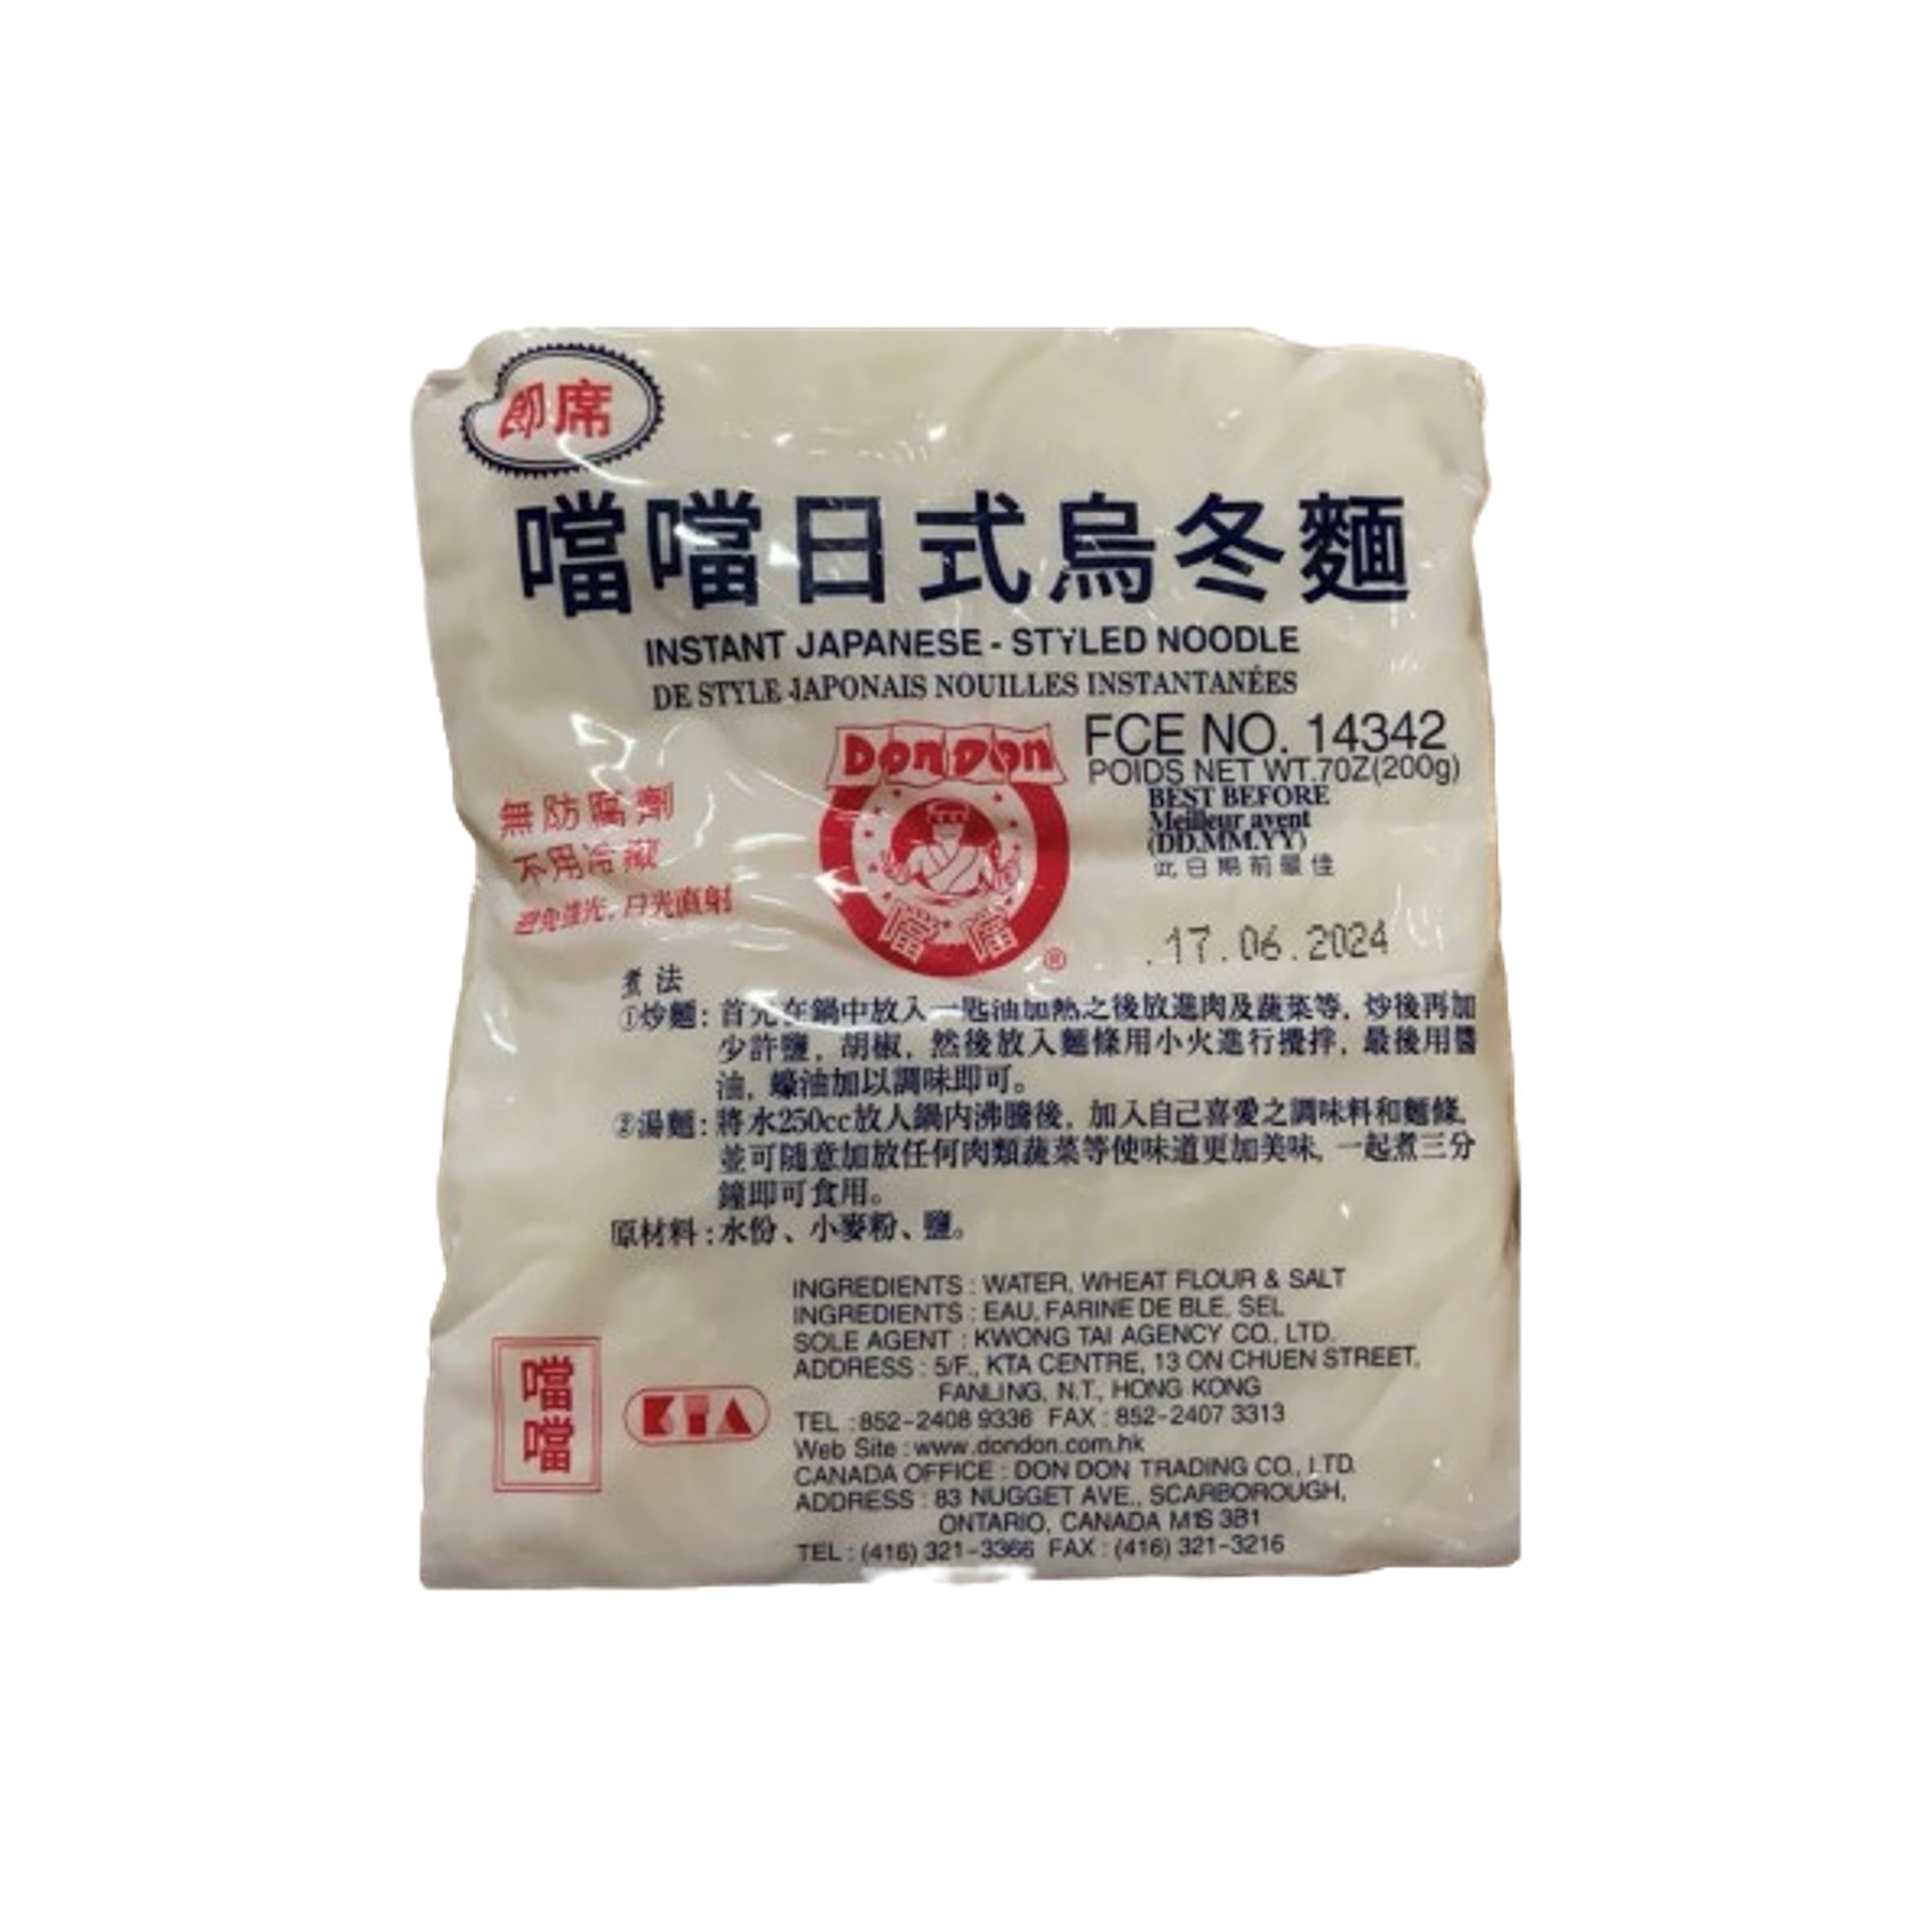 即席
噹噹日式烏冬麵
INSTANT JAPANESE - STYLED NOODLE
DE STYLE JAPONAIS NOUILLES INSTANTANÉES
DonDon
噹噹
®
FCE NO. 14342
POIDS NET WT.7OZ(200g)
BEST BEFORE
Meilleur avent
(DD.MM.YY)
此日期前最佳
.17.06.2024
無防腐劑
不用冷藏
避免強光,日光直射
煮法
①炒麵:首先在鍋中放入一匙油加熱之後放進肉及蔬菜等,炒後再加
少許鹽,胡椒,然後放入麵條用小火進行攪拌,最後用醬
油,蠔油加以調味即可。
②湯麵:將水250cc放人鍋内沸騰後,加入自己喜愛之調味料和麵條,
並可隨意加放任何肉類蔬菜等使味道更加美味,一起煮三分
鐘即可食用。
原材料:水份、小麥粉、鹽。
INGREDIENTS : WATER, WHEAT FLOUR & SALT
INGREDIENTS : EAU, FARINE DE BLE, SEL
SOLE AGENT : KWONG TAI AGENCY CO., LTD.
ADDRESS : 5/F., KTA CENTRE, 13 ON CHUEN STREET,
FANLING, N.T., HONG KONG
TEL : 852-2408 9336 FAX : 852-2407 3313
Web Site : www.dondon.com.hk
CANADA OFFICE : DON DON TRADING CO., LTD.
ADDRESS : 83 NUGGET AVE., SCARBOROUGH,
ONTARIO, CANADA M1S 3B1
TEL : (416) 321-3366 FAX : (416) 321-3216
噹噹
KTA